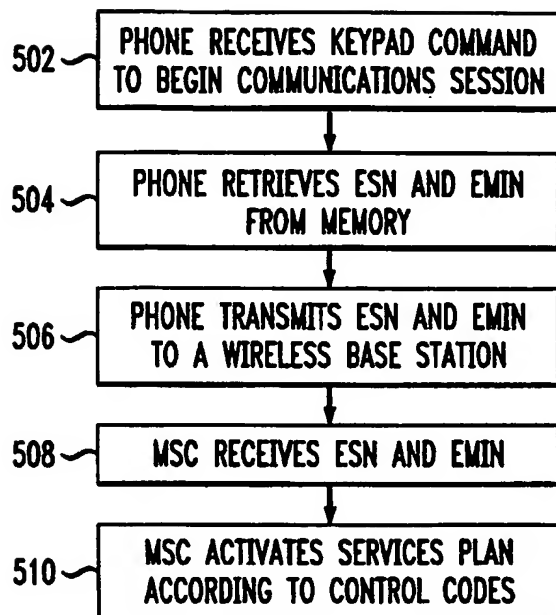 502
PHONE RECEIVES KEYPAD COMMAND
TO BEGIN COMMUNICATIONS SESSION
504
PHONE RETRIEVES ESN AND EMIN
FROM MEMORY
506
PHONE TRANSMITS ESN AND EMIN
TO A WIRELESS BASE STATION
508
MSC RECEIVES ESN AND EMIN
510
MSC ACTIVATES SERVICES PLAN
ACCORDING TO CONTROL CODES